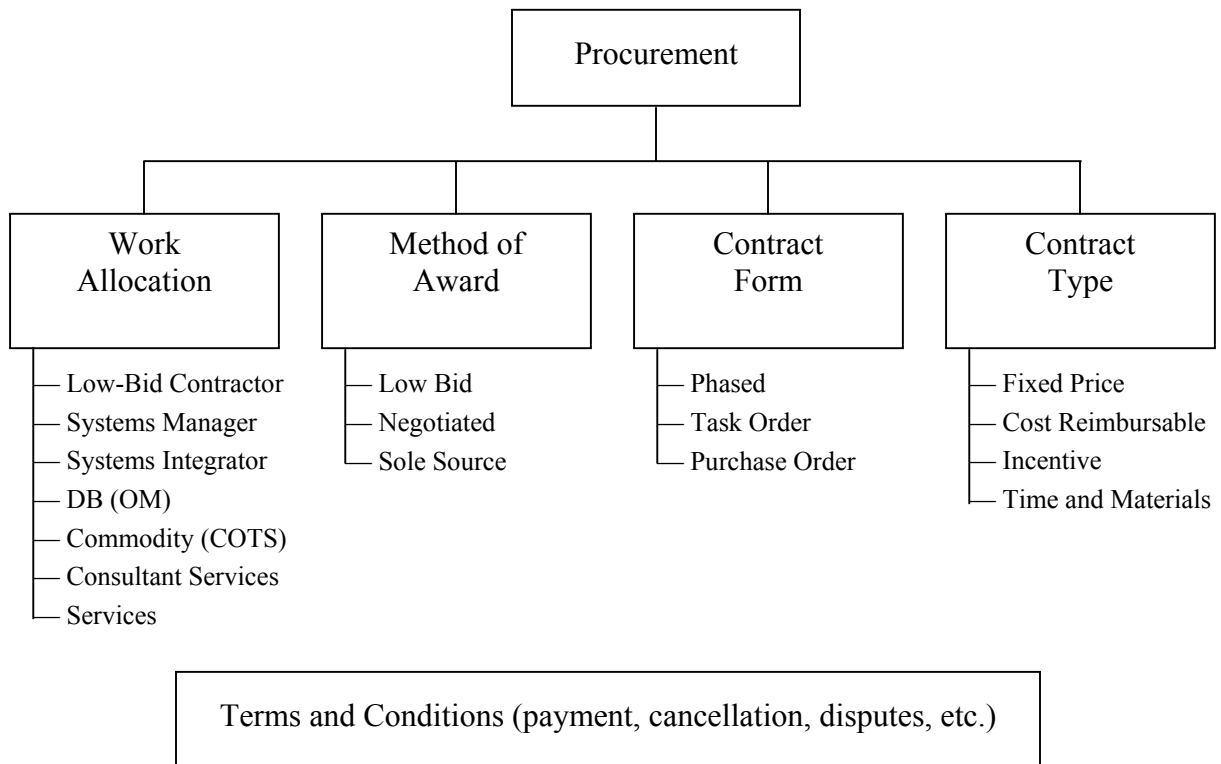 Procurement
Work
Allocation
Method of
Award
Contract
Form
Contract
Type
Low-Bid Contractor
Systems Manager
Systems Integrator
DB (OM)
Commodity (COTS)
Consultant Services
Services
Low Bid
Negotiated
Sole Source
Phased
Task Order
Purchase Order
Fixed Price
Cost Reimbursable
Incentive
Time and Materials
Terms and Conditions (payment, cancellation, disputes, etc.)